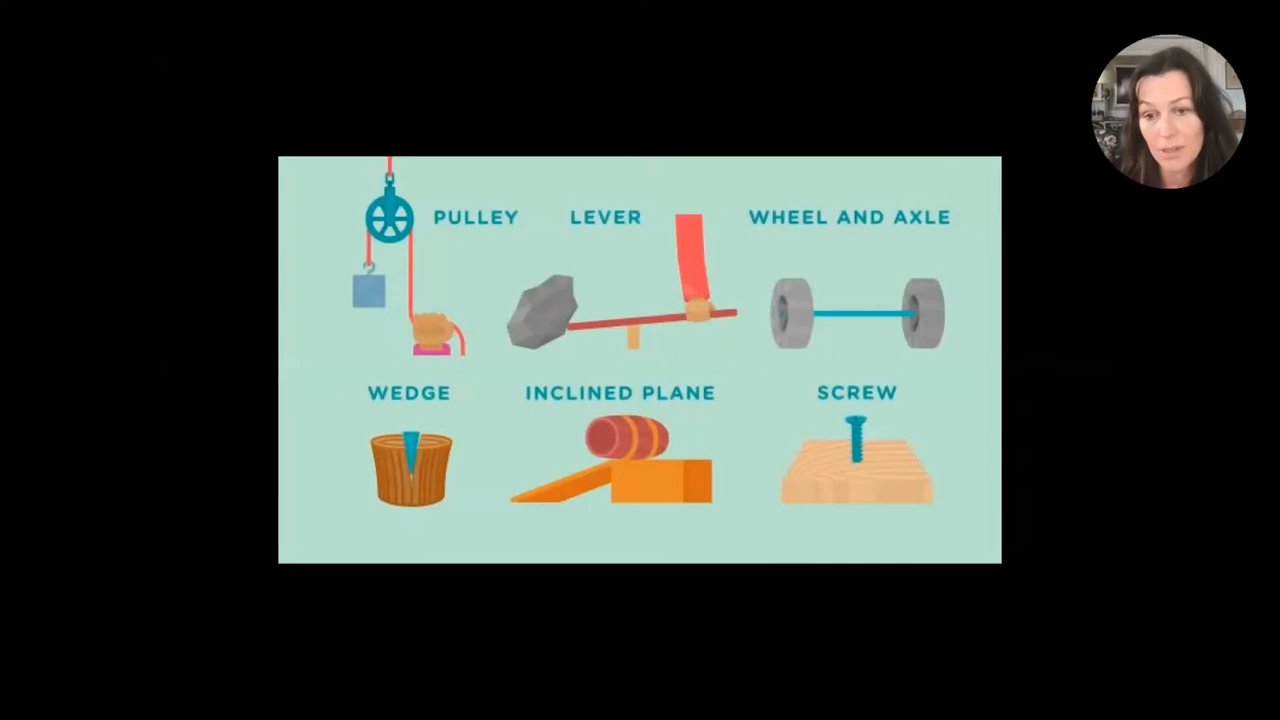 PULLEY
LEVER
WHEEL AND AXLE
WEDGE
INCLINED PLANE
SCREW